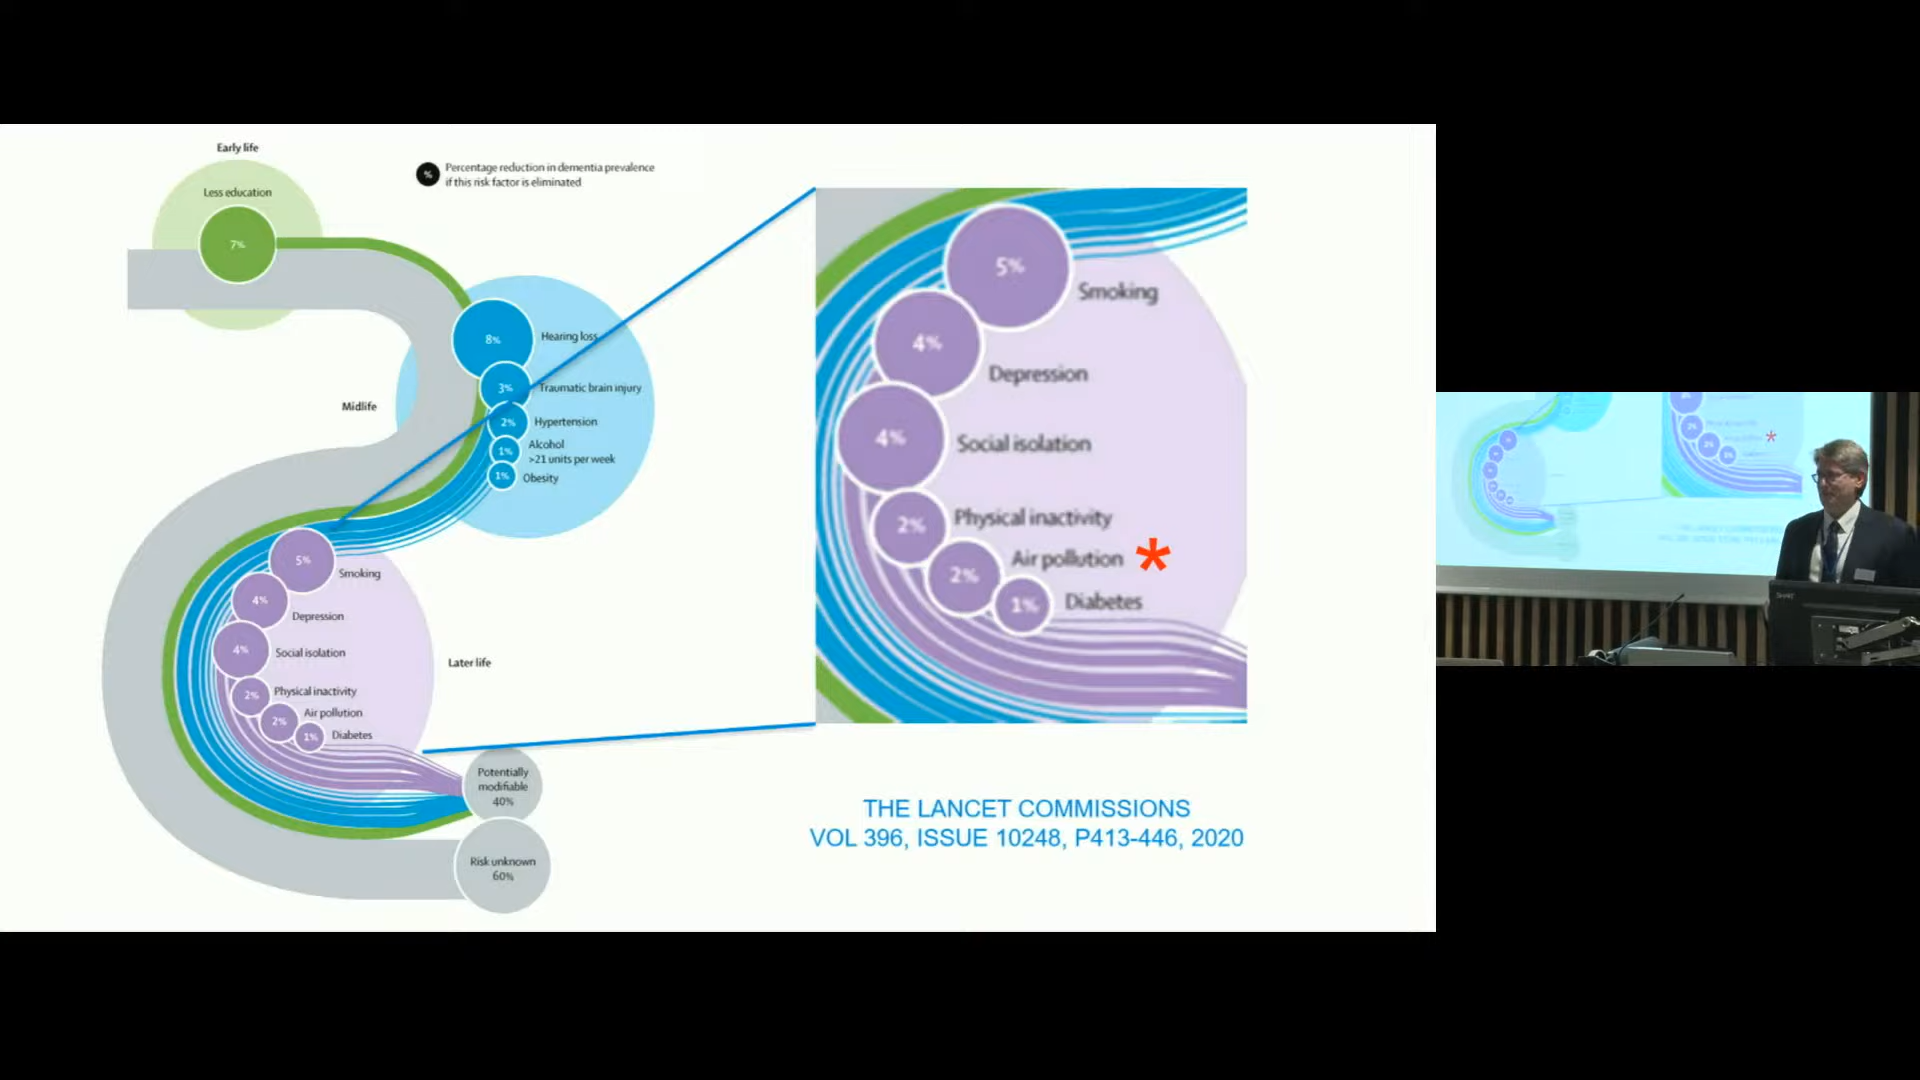 Early life
Less education
7%
%
Percentage reduction in dementia prevalence
if this risk factor is eliminated
8%
Hearing loss
3%
Traumatic brain injury
Midlife
2%
Hypertension
1%
Alcohol
>21 units per week
1%
Obesity
5%
Smoking
4%
Depression
4%
Social isolation
Later life
2%
Physical inactivity
2%
Air pollution
1%
Diabetes
Potentially
modifiable
40%
Risk unknown
60%
5%
Smoking
4%
Depression
4%
Social isolation
2%
Physical inactivity
2%
Air pollution *
1%
Diabetes
THE LANCET COMMISSIONS
VOL 396, ISSUE 10248, P413-446, 2020